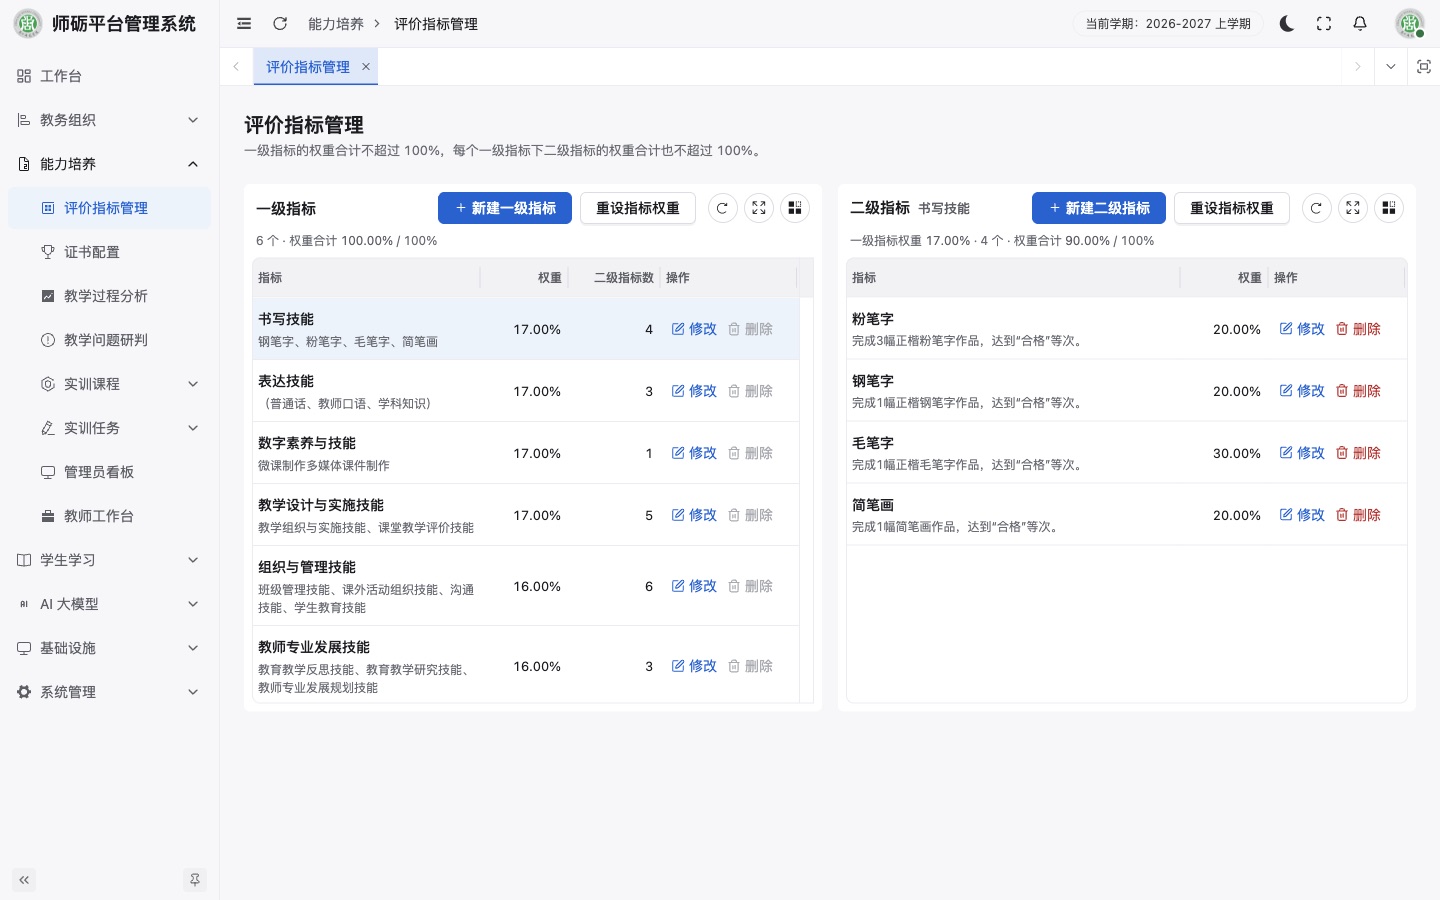 师砺平台管理系统
能力培养
评价指标管理
当前学期：2026-2027 上学期
工作台
教务组织
能力培养
评价指标管理
证书配置
教学过程分析
教学问题研判
实训课程
实训任务
管理员看板
教师工作台
学生学习
AI AI 大模型
基础设施
系统管理
评价指标管理
评价指标管理
一级指标的权重合计不超过 100%，每个一级指标下二级指标的权重合计也不超过 100%。
一级指标
新建一级指标
重设指标权重
6 个 · 权重合计 100.00% / 100%
指标 权重 二级指标数 操作
书写技能
钢笔字、粉笔字、毛笔字、简笔画
17.00% 4 修改 删除
表达技能
（普通话、教师口语、学科知识）
17.00% 3 修改 删除
数字素养与技能
微课制作多媒体课件制作
17.00% 1 修改 删除
教学设计与实施技能
教学组织与实施技能、课堂教学评价技能
17.00% 5 修改 删除
组织与管理技能
班级管理技能、课外活动组织技能、沟通
技能、学生教育技能
16.00% 6 修改 删除
教师专业发展技能
教育教学反思技能、教育教学研究技能、
教师专业发展规划技能
16.00% 3 修改 删除
二级指标 书写技能
新建二级指标
重设指标权重
一级指标权重 17.00% · 4 个 · 权重合计 90.00% / 100%
指标 权重 操作
粉笔字
完成3幅正楷粉笔字作品，达到“合格”等次。
20.00% 修改 删除
钢笔字
完成1幅正楷钢笔字作品，达到“合格”等次。
20.00% 修改 删除
毛笔字
完成1幅正楷毛笔字作品，达到“合格”等次。
30.00% 修改 删除
简笔画
完成1幅简笔画作品，达到“合格”等次。
20.00% 修改 删除